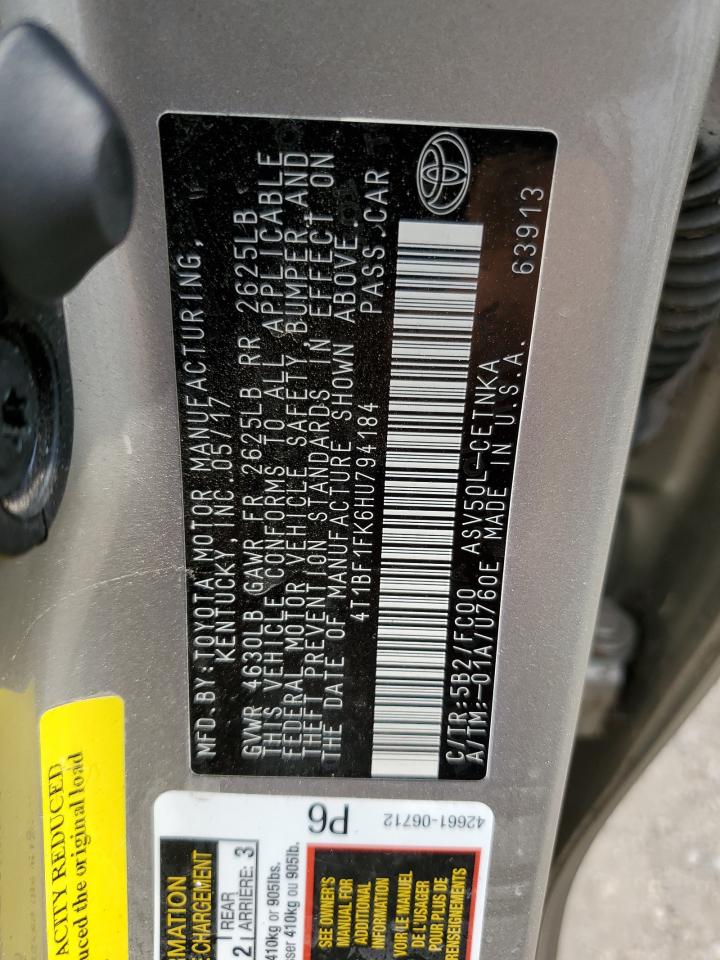 MFD.BY:TOYOTA MOTOR MANUFACTURING,
KENTUCKY, INC.05/17
GVWR 4630LB GAWR FR 2625LB RR 2625LB
THIS VEHICLE CONFORMS TO ALL APPLICABLE
FEDERAL MOTOR VEHICLE SAFETY,BUMPER,AND
THEFT PREVENTION STANDARDS IN EFFECT ON
THE DATE OF MANUFACTURE SHOWN ABOVE.
4T1BF1FK6HU794184 PASS.CAR
C/TR:5B2/FC00 ASV50L-CETNKA
A/TM:-01A/U760E MADE IN U.S.A. 63913
ACITY REDUCED
uced the original load
P6
42661-06712
RMATION
CHARGEMENT
2 REAR
ARRIERE: 3
410kg or 905lbs.
sser 410kg ou 905lb.
SEE OWNER'S
MANUAL FOR
ADDITIONAL
INFORMATION
VOIR LE MANUEL
DE L'USAGER
POUR PLUS DE
RENSEIGNEMENTS